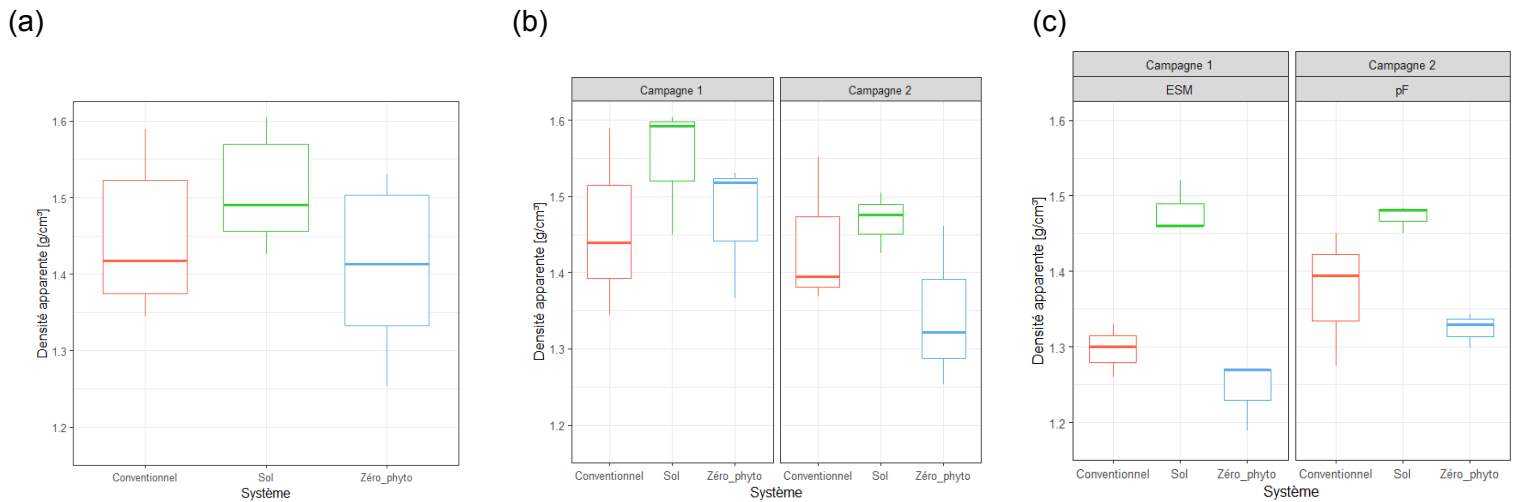 (a)
(b)
(c)
Densité apparente [g/cm³]
1.6
1.5
1.4
1.3
1.2
Conventionnel Sol Zéro_phyto
Système
Campagne 1 Campagne 2
Densité apparente [g/cm³]
1.6
1.5
1.4
1.3
1.2
Conventionnel Sol Zéro_phyto Conventionnel Sol Zéro_phyto
Système
Campagne 1 Campagne 2
ESM pF
Densité apparente [g/cm³]
1.6
1.5
1.4
1.3
1.2
Conventionnel Sol Zéro_phyto Conventionnel Sol Zéro_phyto
Système